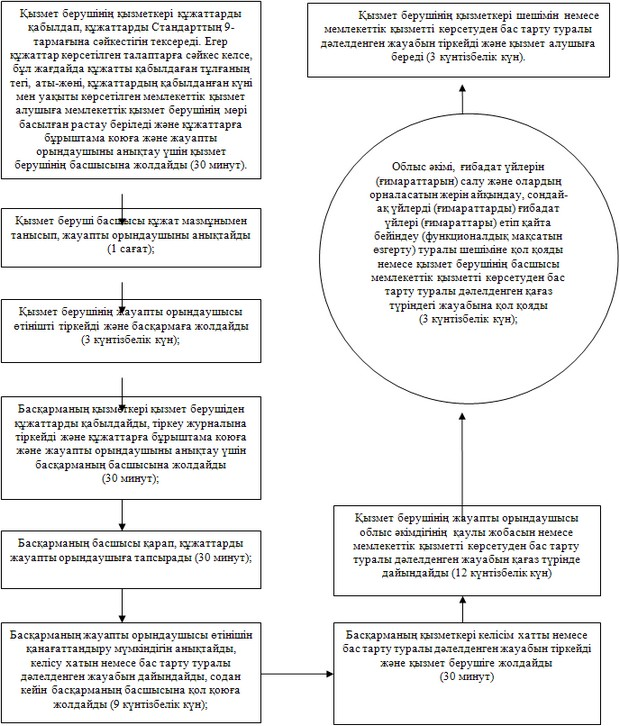 Қызмет берушінің қызметкері құжаттарды
қабылдап, құжаттарды Стандарттың 9-
тармағына сәйкестігін тексереді. Егер
құжаттар көрсетілген талаптарға сәйкес келсе,
бұл жағдайда құжатты қабылдаған тұлғаның
тегі, аты-жөні, құжаттардың қабылданған күні
мен уақыты көрсетілген мемлекеттік қызмет
алушыға мемлекеттік қызмет берушінің мөрі
басылған растау беріледі және құжаттарға
бұрыштама қоюға және жауапты
орындаушыны анықтау үшін қызмет
берушінің басшысына жолдайды (30 минут).
Қызмет беруші басшысы құжат мазмұнымен
танысып, жауапты орындаушыны анықтайды
(1 сағат);
Қызмет берушінің жауапты орындаушысы
өтінішті тіркейді және басқармаға жолдайды
(3 күнтізбелік күн);
Басқарманың қызметкері қызмет берушіден
құжаттарды қабылдайды, тіркеу журналына
тіркейді және құжаттарға бұрыштама қоюға
және жауапты орындаушыны анықтау үшін
басқарманың басшысына жолдайды
(30 минут);
Басқарманың басшысы қарап, құжаттарды
жауапты орындаушыға тапсырады (30 минут);
Басқарманың жауапты орындаушысы өтінішін
қанағаттандыру мүмкіндігін анықтайды,
келісу хатын немесе бас тарту туралы
дәлелденген жауабын дайындайды, содан
кейін басқарманың басшысына қол қоюға
жолдайды (9 күнтізбелік күн);
Басқарманың қызметкері келісім хатты немесе
бас тарту туралы дәлелденген жауабын тіркейді
және қызмет берушіге жолдайды
(30 минут)
Қызмет берушінің жауапты орындаушысы
облыс әкімдігінің қаулы жобасын немесе
мемлекеттік қызметті көрсетуден бас тарту
туралы дәлелденген жауабын қағаз түрінде
дайындайды (12 күнтізбелік күн)
Облыс әкімі, ғибадат үйлерін
(ғимараттарын) салу және олардың
орналасатын жерін айқындау, сондай-
ақ үйлерді (ғимараттарды) ғибадат
үйлері (ғимараттары) етіп қайта
бейіндеу (функционалдық мақсатын
өзгерту) туралы шешіміне қол қояды
немесе қызмет берушінің басшысы
мемлекеттік қызметті көрсетуден бас
тарту туралы дәлелденген қағаз
түріндегі жауабына қол қояды
(3 күнтізбелік күн);
Қызмет берушінің қызметкері шешімін немесе
мемлекеттік қызметті көрсетуден бас тарту туралы
дәлелденген жауабын тіркейді және қызмет алушыға
береді (3 күнтізбелік күн).